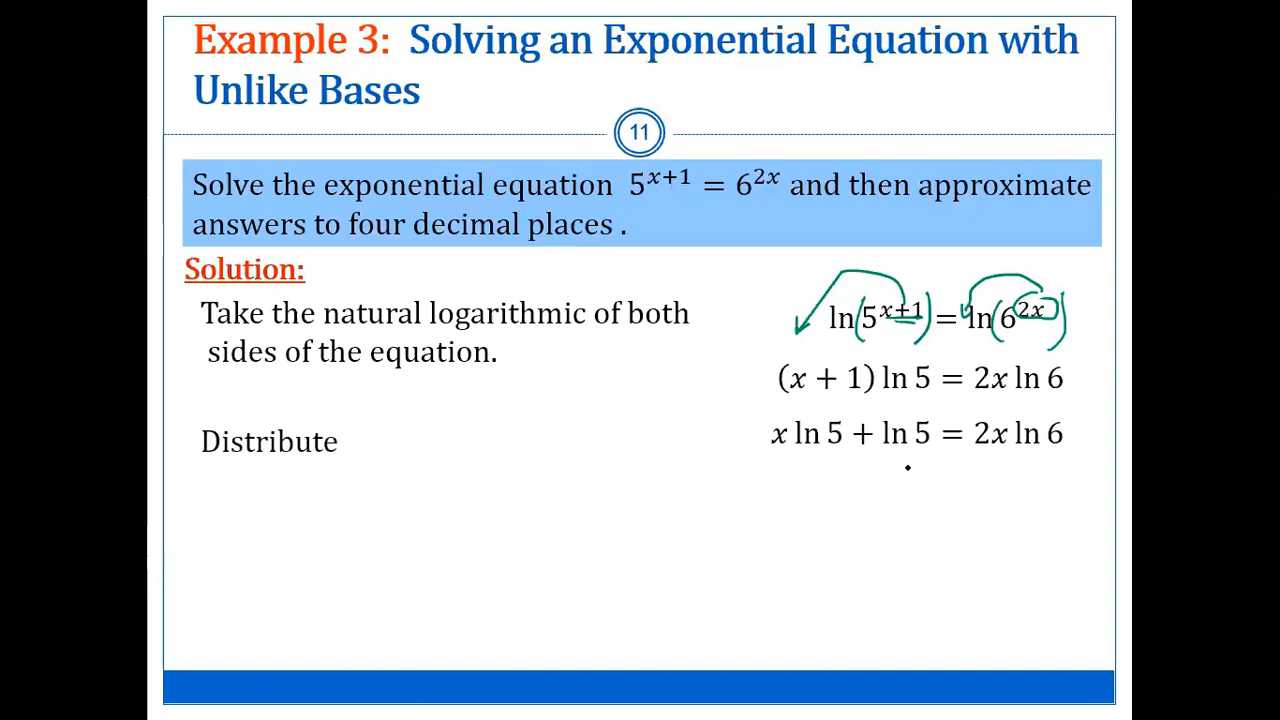 Example 3: Solving an Exponential Equation with
Unlike Bases
11
Solve the exponential equation 5^{x+1} = 6^{2x} and then approximate
answers to four decimal places .
Solution:
Take the natural logarithmic of both
sides of the equation.
ln(5^{x+1}) = ln(6^{2x})
(x + 1) ln 5 = 2x ln 6
Distribute
x ln 5 + ln 5 = 2x ln 6